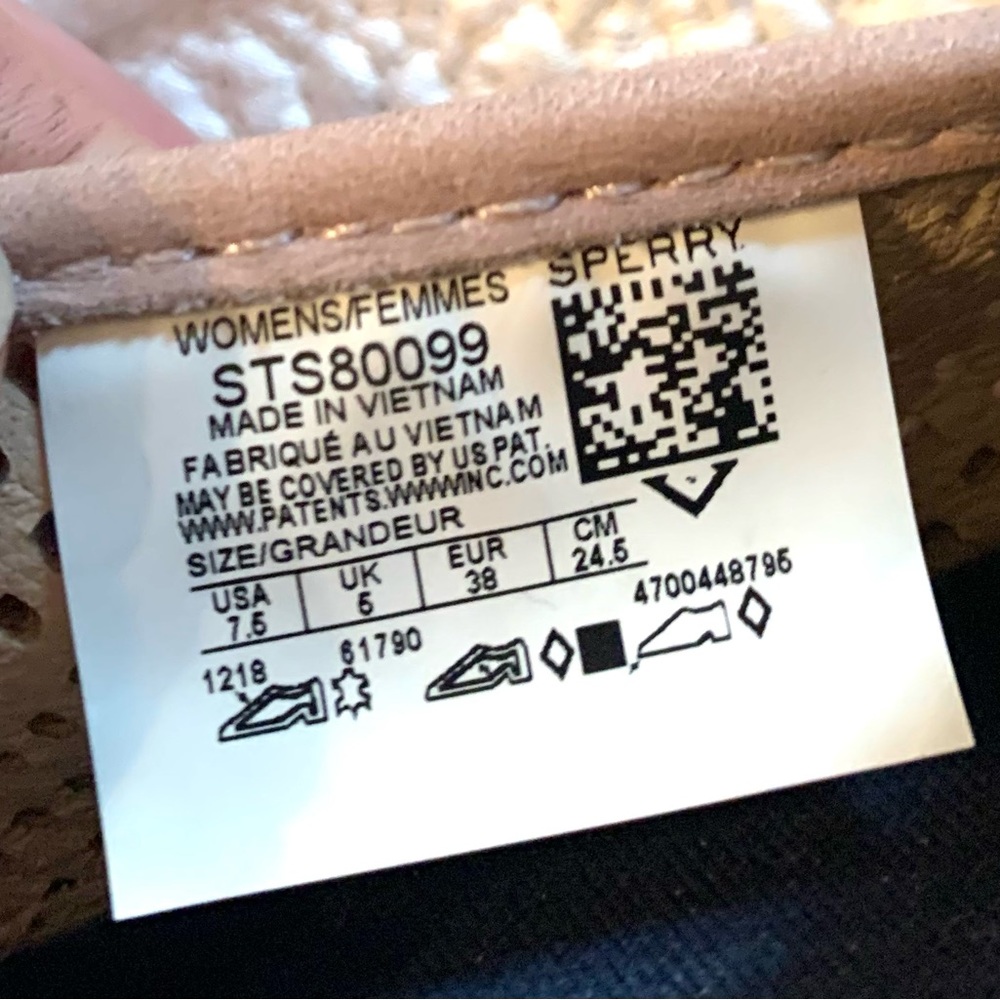 SPERRY
WOMENS/FEMMES
STS80099
MADE IN VIETNAM
FABRIQUÉ AU VIETNAM
MAY BE COVERED BY US PAT.
WWW.PATENTS.WWWINC.COM
SIZE/GRANDEUR
USA UK EUR CM
7.5 5 38 24.5
1218 61790 4700448795